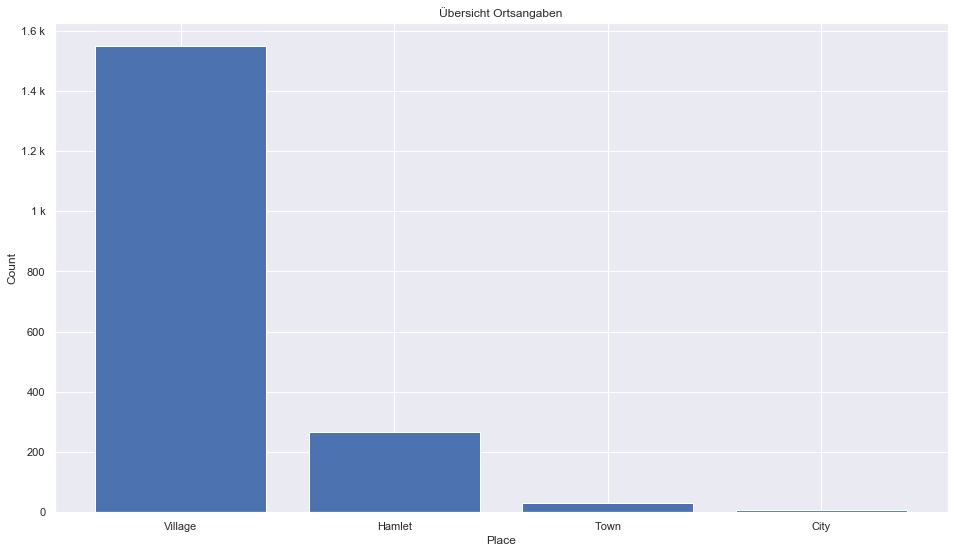 Übersicht Ortsangaben
1.6 k
1.4 k
1.2 k
1 k
800
600
400
200
0
Count
Village Hamlet Town City
Place